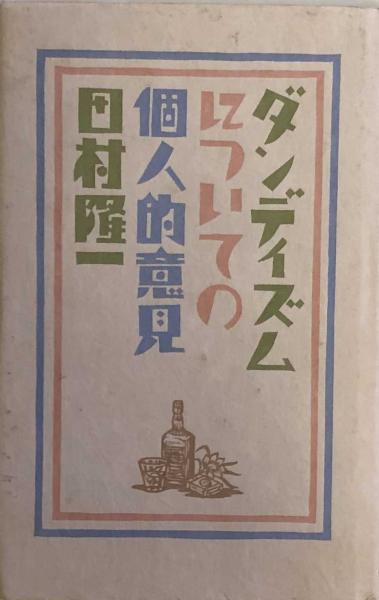 ダンディズム
についての
個人的意見
田村隆一